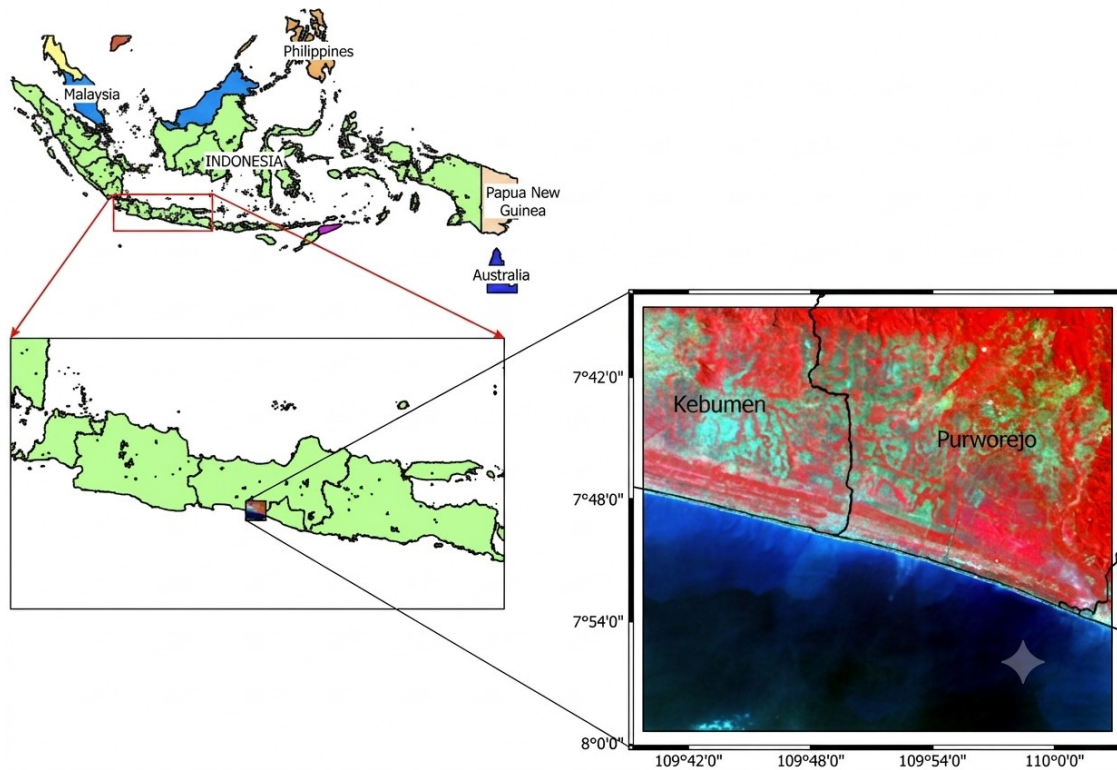 Philippines
Malaysia
INDONESIA
Papua New
Guinea
Australia
Kebumen
Purworejo
7°42'0"
7°48'0"
7°54'0"
8°0'0"
109°42'0"
109°48'0"
109°54'0"
110°0'0"